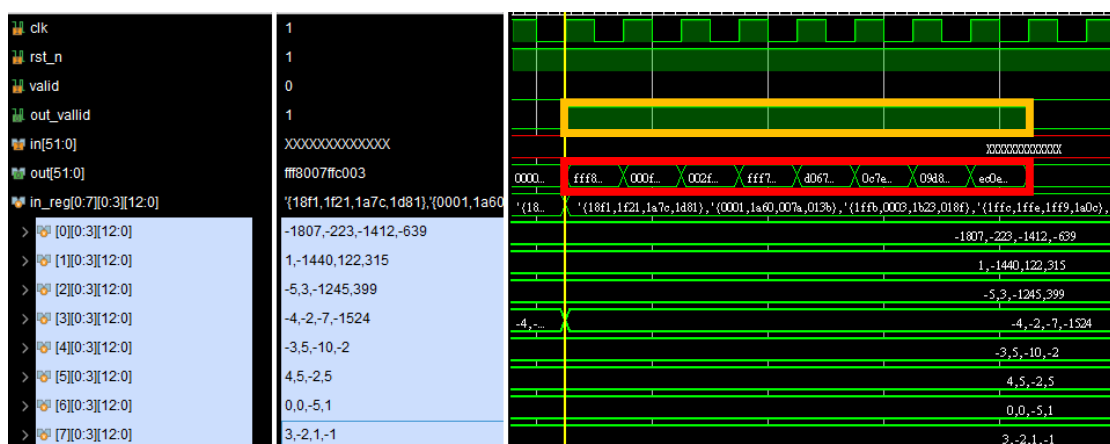 clk 1
rst_n 1
valid 0
out_vallid 1
in[51:0] XXXXXXXXXXXXX XXXXXXXXXXXXX
out[51:0] fff8007ffc003 0000... fff8... 000f... 002f... fff7... d067... 0c7e... 09d8... ec0e...
in_reg[0:7][0:3][12:0] '{18f1,1f21,1a7c,1d81},'{0001,1a60 '{18... '{18f1,1f21,1a7c,1d81},'{0001,1a60,007a,013b},'{1ffb,0003,1b23,018f},'{1ffc,1ffe,1ff9,1a0c},
[0][0:3][12:0] -1807,-223,-1412,-639 -1807,-223,-1412,-639
[1][0:3][12:0] 1,-1440,122,315 1,-1440,122,315
[2][0:3][12:0] -5,3,-1245,399 -5,3,-1245,399
[3][0:3][12:0] -4,-2,-7,-1524 -4,-... -4,-2,-7,-1524
[4][0:3][12:0] -3,5,-10,-2 -3,5,-10,-2
[5][0:3][12:0] 4,5,-2,5 4,5,-2,5
[6][0:3][12:0] 0,0,-5,1 0,0,-5,1
[7][0:3][12:0] 3,-2,1,-1 3,-2,1,-1